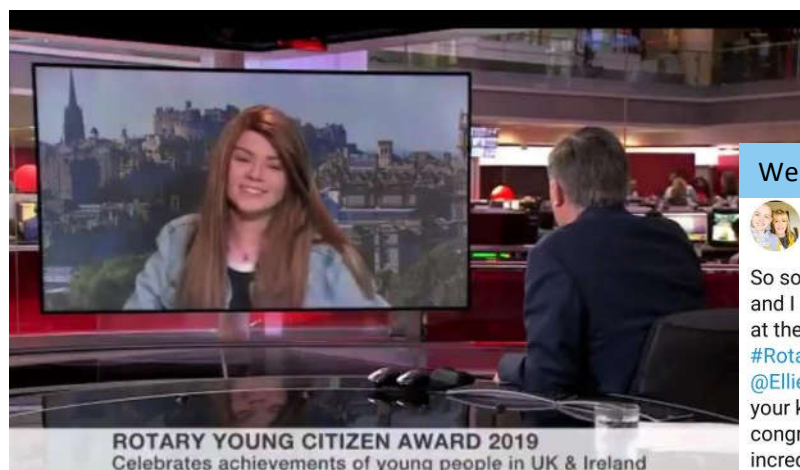 ROTARY YOUNG CITIZEN AWARD 2019
Celebrates achievements of young people in UK & Ireland
We
So so
and I
at the
#Rota
@Ellie
your k
congr
incred